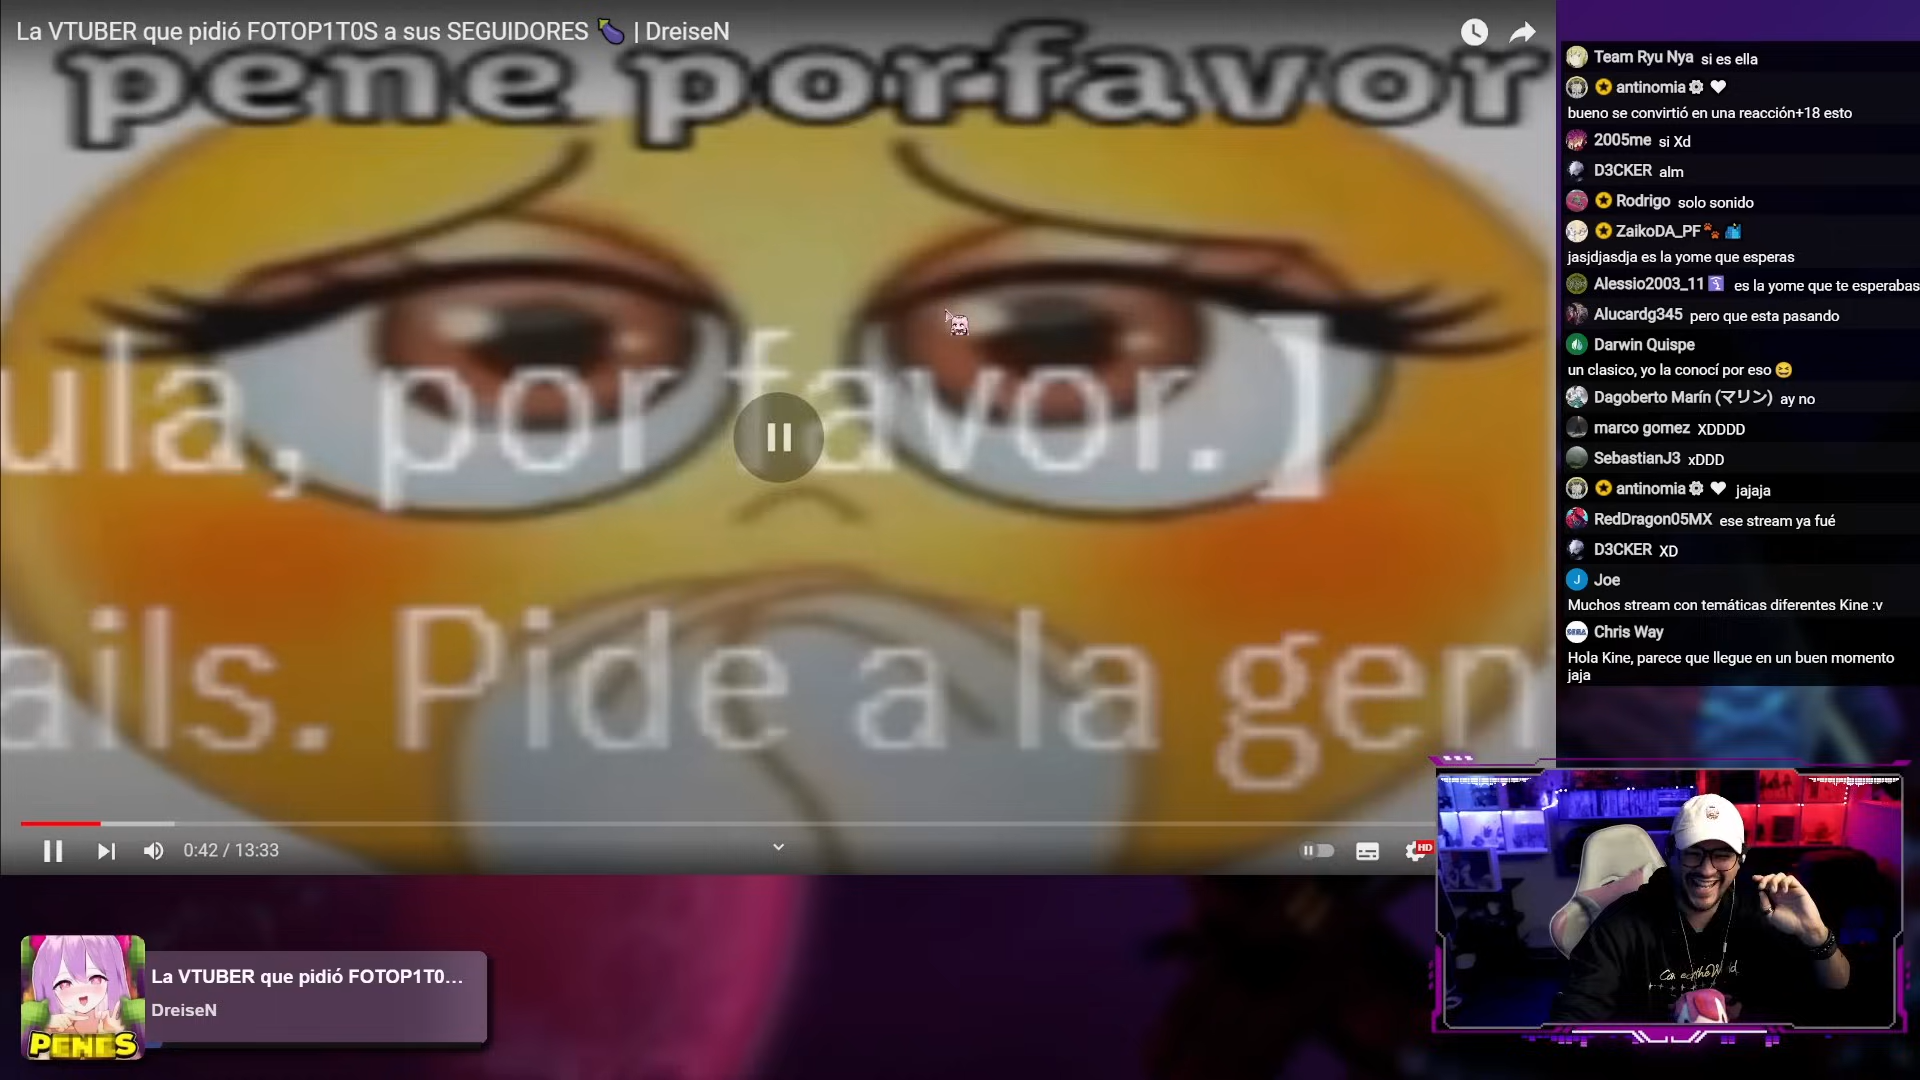 La VTUBER que pidió FOTOP1T0S a sus SEGUIDORES 🍆 | DreiseN
pene porfavor
ula, por favor.]
ails. Pide a la gen
0:42 / 13:33
HD
Team Ryu Nya si es ella
antinomia
bueno se convirtió en una reacción+18 esto
2005me si Xd
D3CKER alm
Rodrigo solo sonido
ZaikoDA_PF🐾
jasjdjasdja es la yome que esperas
Alessio2003_11 es la yome que te esperabas
Alucardg345 pero que esta pasando
Darwin Quispe
un clasico, yo la conocí por eso 😆
Dagoberto Marín (マリン) ay no
marco gomez XDDDD
SebastianJ3 xDDD
antinomia jajaja
RedDragon05MX ese stream ya fué
D3CKER XD
J Joe
Muchos stream con temáticas diferentes Kine :v
SEGA Chris Way
Hola Kine, parece que llegue en un buen momento
jaja
La VTUBER que pidió FOTOP1T0...
DreiseN
PENES